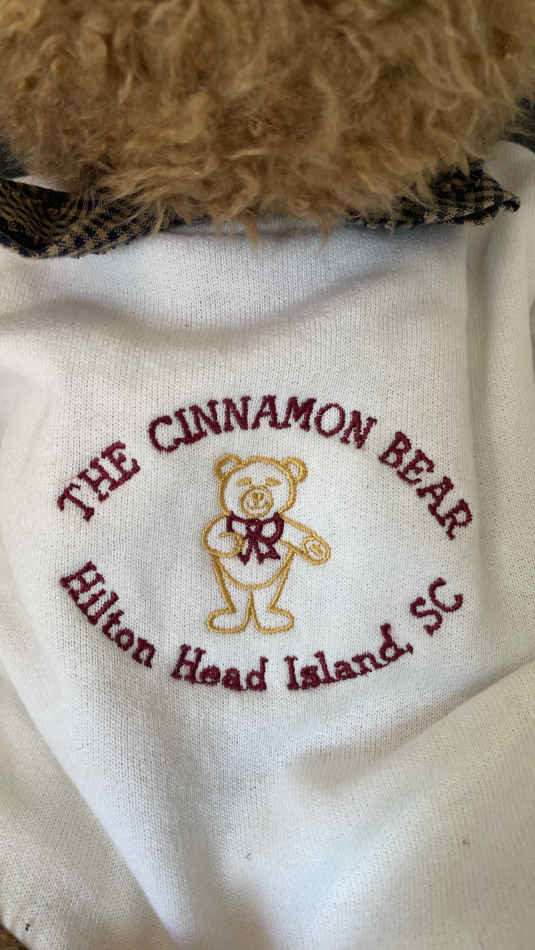 THE CINNAMON BEAR
Hilton Head Island, SC